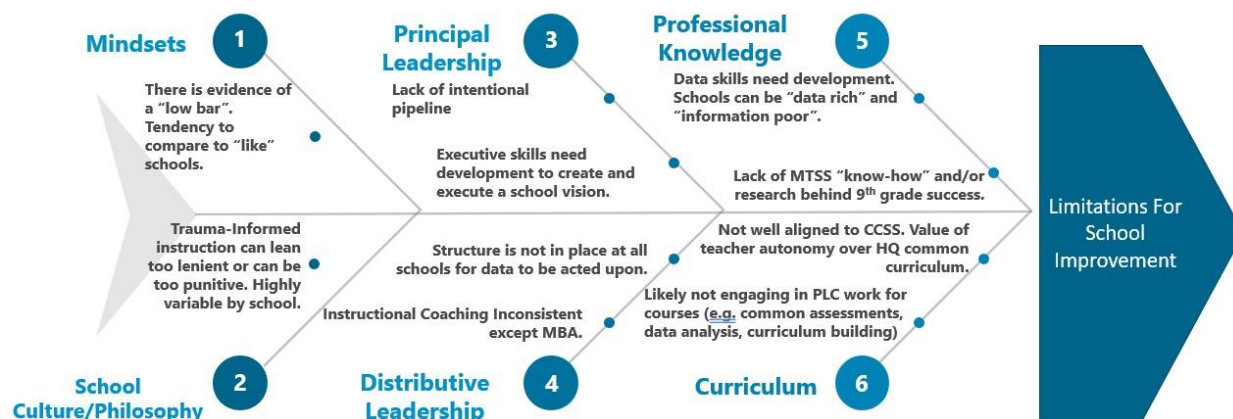 Mindsets
1
There is evidence of
a “low bar”.
Tendency to
compare to “like”
schools.
Principal
Leadership
3
Lack of intentional
pipeline
Executive skills need
development to create and
execute a school vision.
Professional
Knowledge
5
Data skills need development.
Schools can be “data rich” and
“information poor”.
Lack of MTSS “know-how” and/or
research behind 9th grade success.
Trauma-Informed
instruction can lean
too lenient or can be
too punitive. Highly
variable by school.
2
School
Culture/Philosophy
Structure is not in place at all
schools for data to be acted upon.
Instructional Coaching Inconsistent
except MBA.
Distributive
Leadership
4
Not well aligned to CCSS. Value of
teacher autonomy over HQ common
curriculum.
Likely not engaging in PLC work for
courses (e.g. common assessments,
data analysis, curriculum building)
Curriculum
6
Limitations For
School
Improvement